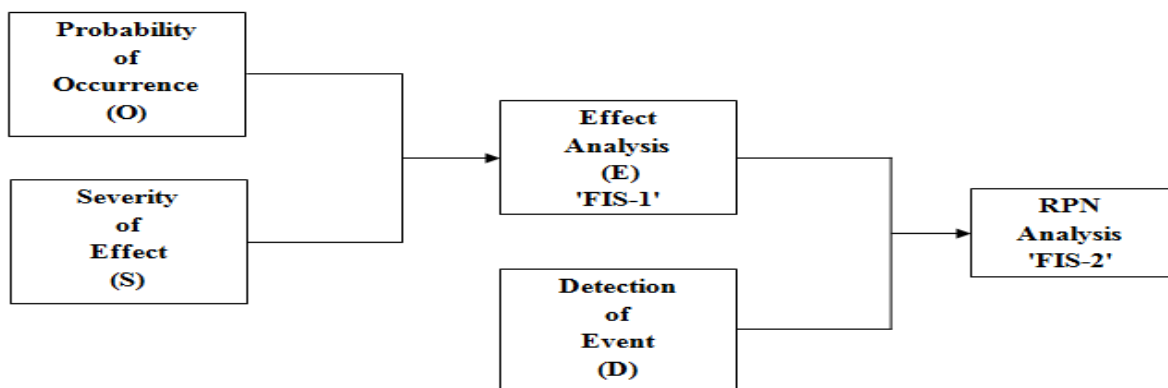 Probability
of
Occurrence
(O)
Severity
of
Effect
(S)
Effect
Analysis
(E)
'FIS-1'
Detection
of
Event
(D)
RPN
Analysis
'FIS-2'